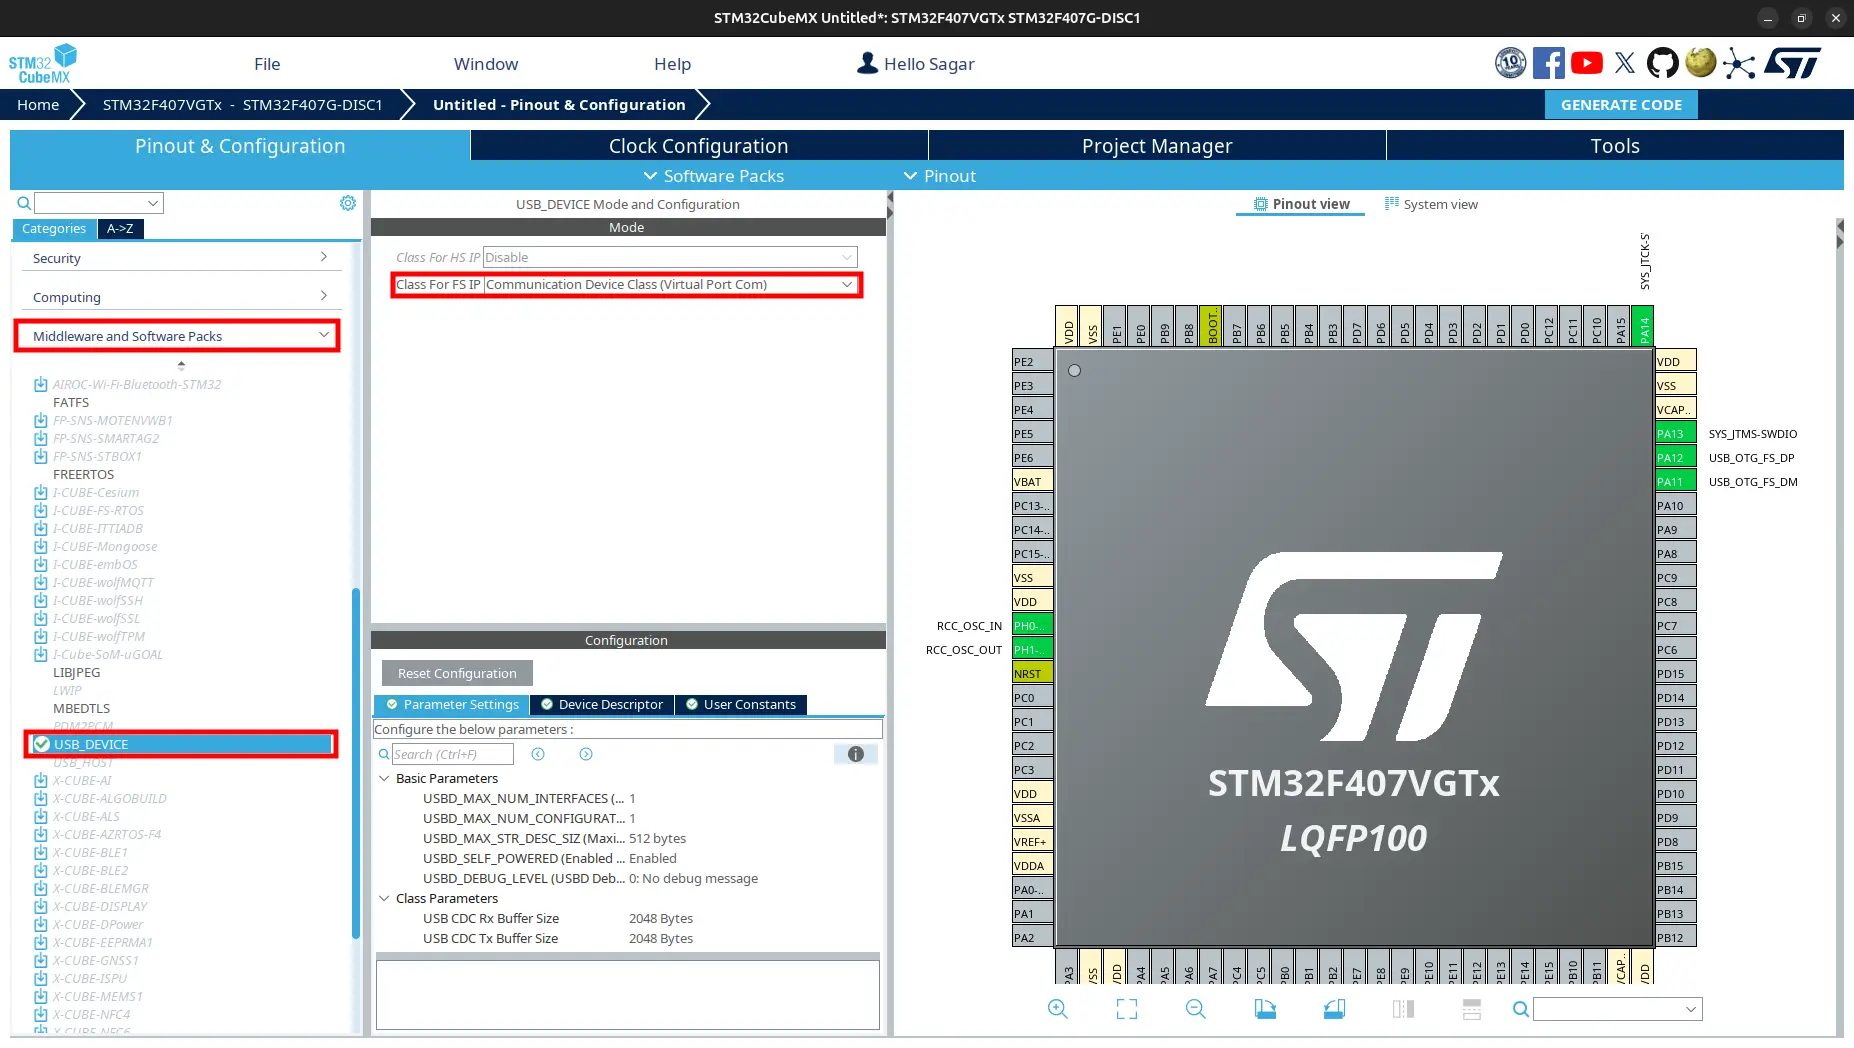 STM32CubeMX Untitled*: STM32F407VGTx STM32F407G-DISC1
STM32
CubeMX
File
Window
Help
Hello Sagar
10
Home
STM32F407VGTx - STM32F407G-DISC1
Untitled - Pinout & Configuration
GENERATE CODE
Pinout & Configuration
Clock Configuration
Project Manager
Tools
Software Packs
Pinout
Categories
A->Z
Security
Computing
Middleware and Software Packs
AIROC-Wi-Fi-Bluetooth-STM32
FATFS
FP-SNS-MOTENVWB1
FP-SNS-SMARTAG2
FP-SNS-STBOX1
FREERTOS
I-CUBE-Cesium
I-CUBE-FS-RTOS
I-CUBE-ITTIADB
I-CUBE-Mongoose
I-CUBE-embOS
I-CUBE-wolfMQTT
I-CUBE-wolfSSH
I-CUBE-wolfSSL
I-CUBE-wolfTPM
I-Cube-SoM-uGOAL
LIBJPEG
LWIP
MBEDTLS
PDM2PCM
USB_DEVICE
USB_HOST
X-CUBE-AI
X-CUBE-ALGOBUILD
X-CUBE-ALS
X-CUBE-AZRTOS-F4
X-CUBE-BLE1
X-CUBE-BLE2
X-CUBE-BLEMGR
X-CUBE-DISPLAY
X-CUBE-DPower
X-CUBE-EEPRMA1
X-CUBE-GNSS1
X-CUBE-ISPU
X-CUBE-MEMS1
X-CUBE-NFC4
X-CUBE-NFC6
USB_DEVICE Mode and Configuration
Mode
Class For HS IP Disable
Class For FS IP Communication Device Class (Virtual Port Com)
Configuration
Reset Configuration
Parameter Settings
Device Descriptor
User Constants
Configure the below parameters :
Search (Ctrl+F)
Basic Parameters
USBD_MAX_NUM_INTERFACES (... 1
USBD_MAX_NUM_CONFIGURAT... 1
USBD_MAX_STR_DESC_SIZ (Maxi... 512 bytes
USBD_SELF_POWERED (Enabled ... Enabled
USBD_DEBUG_LEVEL (USBD Deb... 0: No debug message
Class Parameters
USB CDC Rx Buffer Size 2048 Bytes
USB CDC Tx Buffer Size 2048 Bytes
Pinout view
System view
SYS_JTCK-S
VDD
VSS
PE1
PE0
PB9
PB8
BOOT..
PB7
PB6
PB5
PB4
PB3
PD7
PD6
PD5
PD4
PD3
PD2
PD1
PD0
PC12
PC11
PC10
PA15
PA14
PE2
PE3
PE4
PE5
PE6
VBAT
PC13-..
PC14-..
PC15-..
VSS
VDD
RCC_OSC_IN PH0-..
RCC_OSC_OUT PH1-..
NRST
PC0
PC1
PC2
PC3
VDD
VSSA
VREF+
VDDA
PA0-..
PA1
PA2
ST
STM32F407VGTx
LQFP100
VDD
VSS
VCAP..
PA13 SYS_JTMS-SWDIO
PA12 USB_OTG_FS_DP
PA11 USB_OTG_FS_DM
PA10
PA9
PA8
PC9
PC8
PC7
PC6
PD15
PD14
PD13
PD12
PD11
PD10
PD9
PD8
PB15
PB14
PB13
PB12
PA3
VSS
VDD
PA4
PA5
PA6
PA7
PC4
PC5
PB0
PB1
PB2
PE7
PE8
PE9
PE10
PE11
PE12
PE13
PE14
PE15
PB10
PB11
VCAP..
VDD